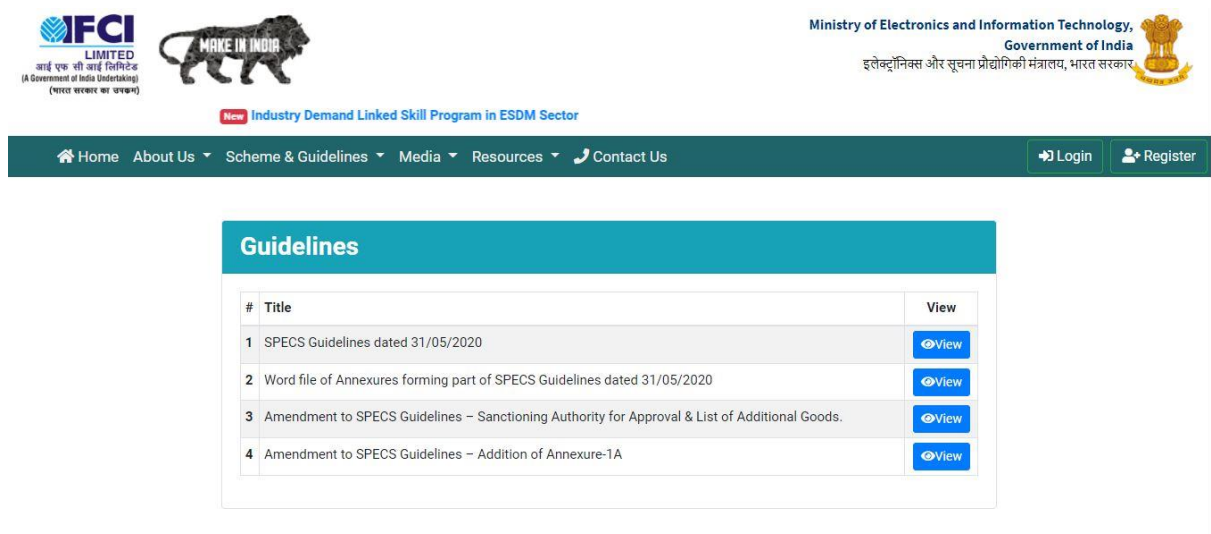 IFCI
LIMITED
आई एफ सी आई लिमिटेड
(A Government of India Undertaking)
(भारत सरकार का उपक्रम)
MAKE IN INDIA
Ministry of Electronics and Information Technology,
Government of India
इलेक्ट्रॉनिक्स और सूचना प्रौद्योगिकी मंत्रालय, भारत सरकार
New Industry Demand Linked Skill Program in ESDM Sector
Home About Us Scheme & Guidelines Media Resources Contact Us Login Register
Guidelines
# Title View
1 SPECS Guidelines dated 31/05/2020 View
2 Word file of Annexures forming part of SPECS Guidelines dated 31/05/2020 View
3 Amendment to SPECS Guidelines – Sanctioning Authority for Approval & List of Additional Goods. View
4 Amendment to SPECS Guidelines – Addition of Annexure-1A View